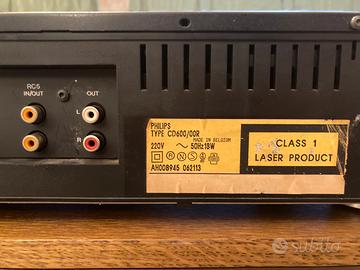 RC5
IN/OUT
OUT
L
R
PHILIPS
TYPE CD600/00R
MADE IN BELGIUM
220V ~ 50Hz 18W
AH008945 062113
CLASS 1
LASER PRODUCT
subito